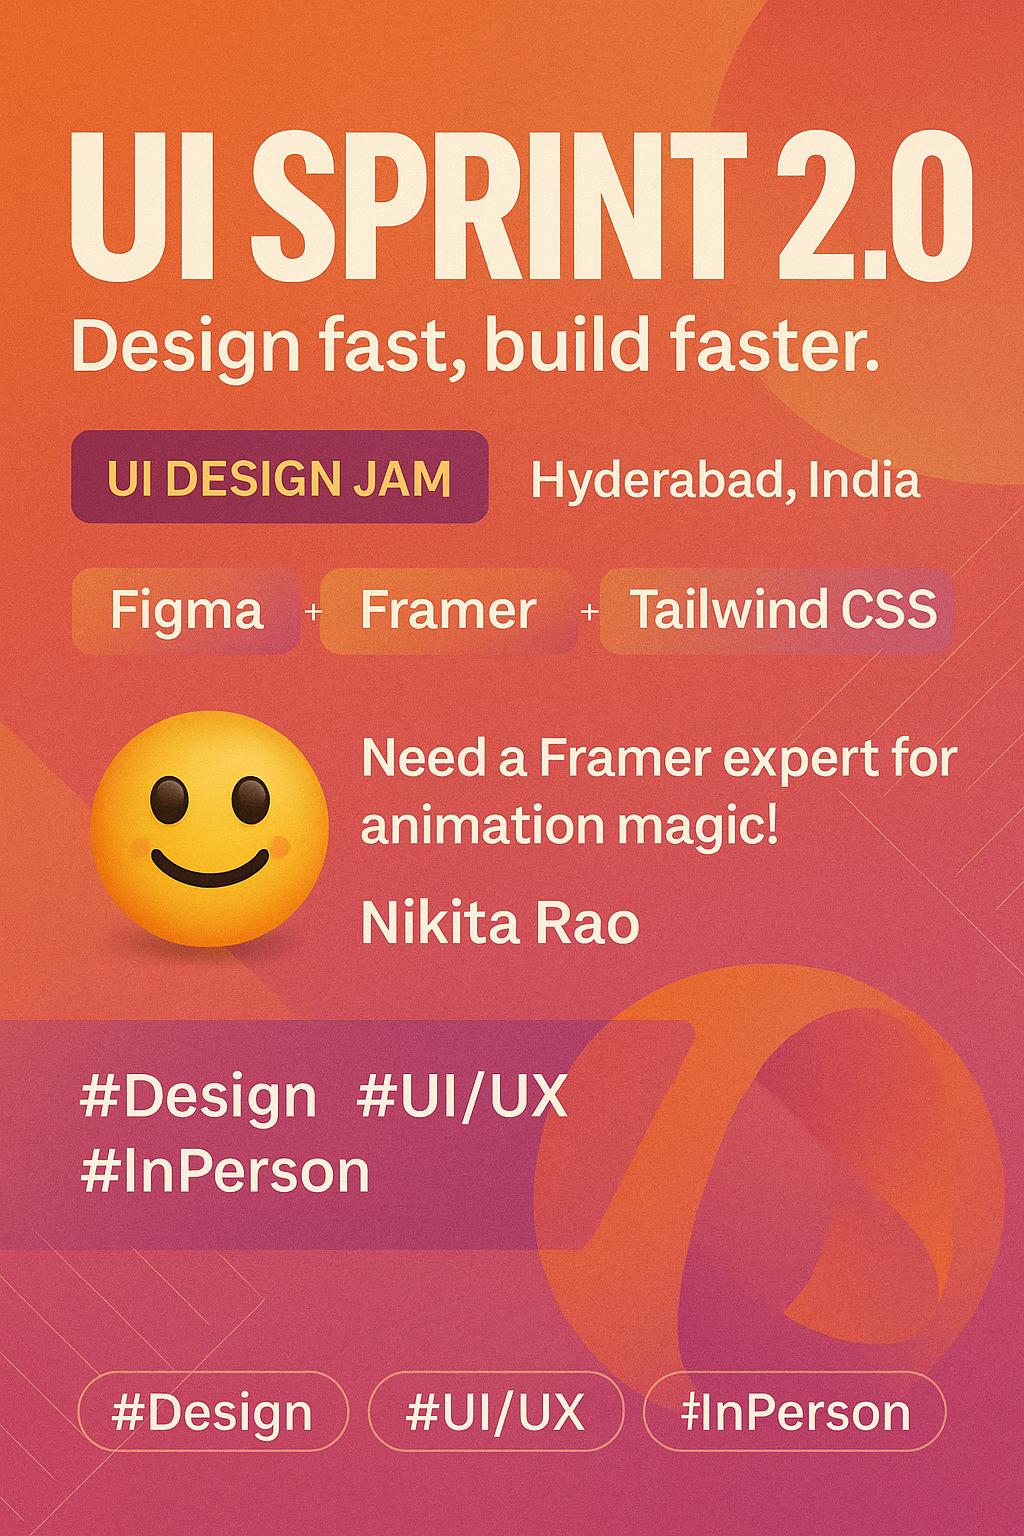 UI SPRINT 2.0
Design fast, build faster.
UI DESIGN JAM
Hyderabad, India
Figma + Framer + Tailwind CSS
Need a Framer expert for
animation magic!
Nikita Rao
#Design #UI/UX
#InPerson
#Design #UI/UX #InPerson